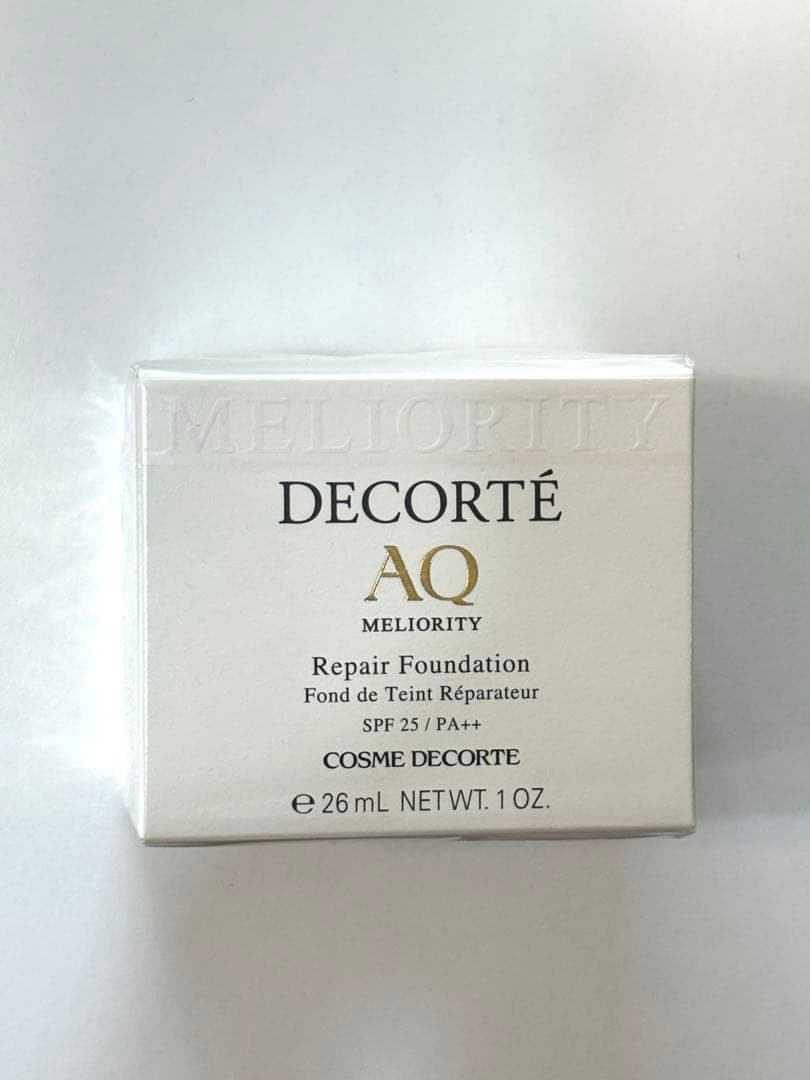 MELIORITY
DECORTÉ
AQ
MELIORITY
Repair Foundation
Fond de Teint Réparateur
SPF 25 / PA++
COSME DECORTE
℮ 26 mL NET WT. 1 OZ.